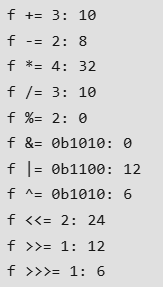 f += 3: 10
f -= 2: 8
f *= 4: 32
f /= 3: 10
f %= 2: 0
f &= 0b1010: 0
f |= 0b1100: 12
f ^= 0b1010: 6
f <<= 2: 24
f >>= 1: 12
f >>>= 1: 6